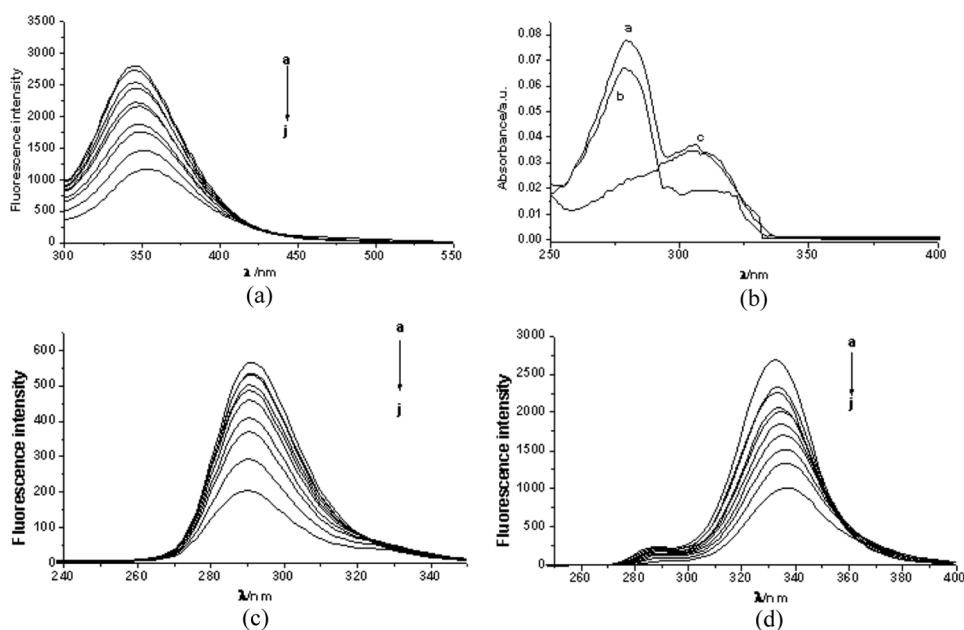 3500
3000
2500
2000
1500
1000
500
0
Fluorescence intensity
a
j
300 350 400 450 500 550
λ /nm
(a)
0.08
0.07
0.06
0.05
0.04
0.03
0.02
0.01
0.00
Absorbance/a.u.
a
b
c
250 300 350 400
λ/nm
(b)
600
500
400
300
200
100
0
Fluorescence intensity
a
j
240 260 280 300 320 340
λ/nm
(c)
3000
2500
2000
1500
1000
500
0
Fluorescence intensity
a
j
260 280 300 320 340 360 380 400
λ/nm
(d)